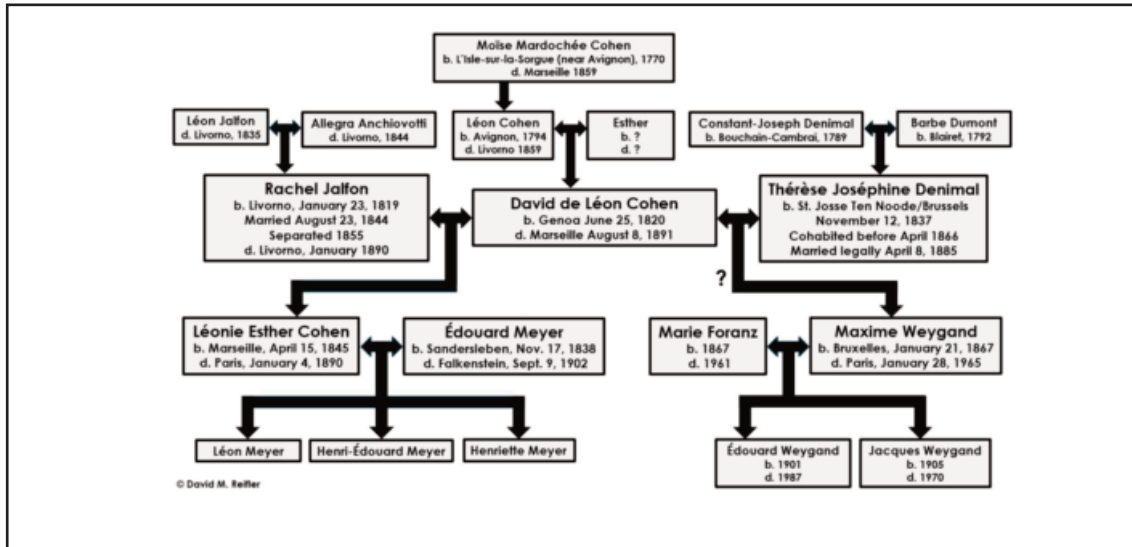 Moïse Mardochée Cohen
b. L'Isle-sur-la-Sorgue (near Avignon), 1770
d. Marseille 1859
Léon Jalfon
d. Livorno, 1835
Allegra Anchiovotti
d. Livorno, 1844
Léon Cohen
b. Avignon, 1794
d. Livorno 1859
Esther
b. ?
d. ?
Constant-Joseph Denimal
b. Bouchain-Cambrai, 1789
Barbe Dumont
b. Blairet, 1792
Rachel Jalfon
b. Livorno, January 23, 1819
Married August 23, 1844
Separated 1855
d. Livorno, January 1890
David de Léon Cohen
b. Genoa June 25, 1820
d. Marseille August 8, 1891
Thérèse Joséphine Denimal
b. St. Josse Ten Noode/Brussels
November 12, 1837
Cohabited before April 1866
Married legally April 8, 1885
?
Léonie Esther Cohen
b. Marseille, April 15, 1845
d. Paris, January 4, 1890
Édouard Meyer
b. Sandersleben, Nov. 17, 1838
d. Falkenstein, Sept. 9, 1902
Marie Foranz
b. 1867
d. 1961
Maxime Weygand
b. Bruxelles, January 21, 1867
d. Paris, January 28, 1965
Léon Meyer
Henri-Édouard Meyer
Henriette Meyer
Édouard Weygand
b. 1901
d. 1987
Jacques Weygand
b. 1905
d. 1970
© David M. Reifler